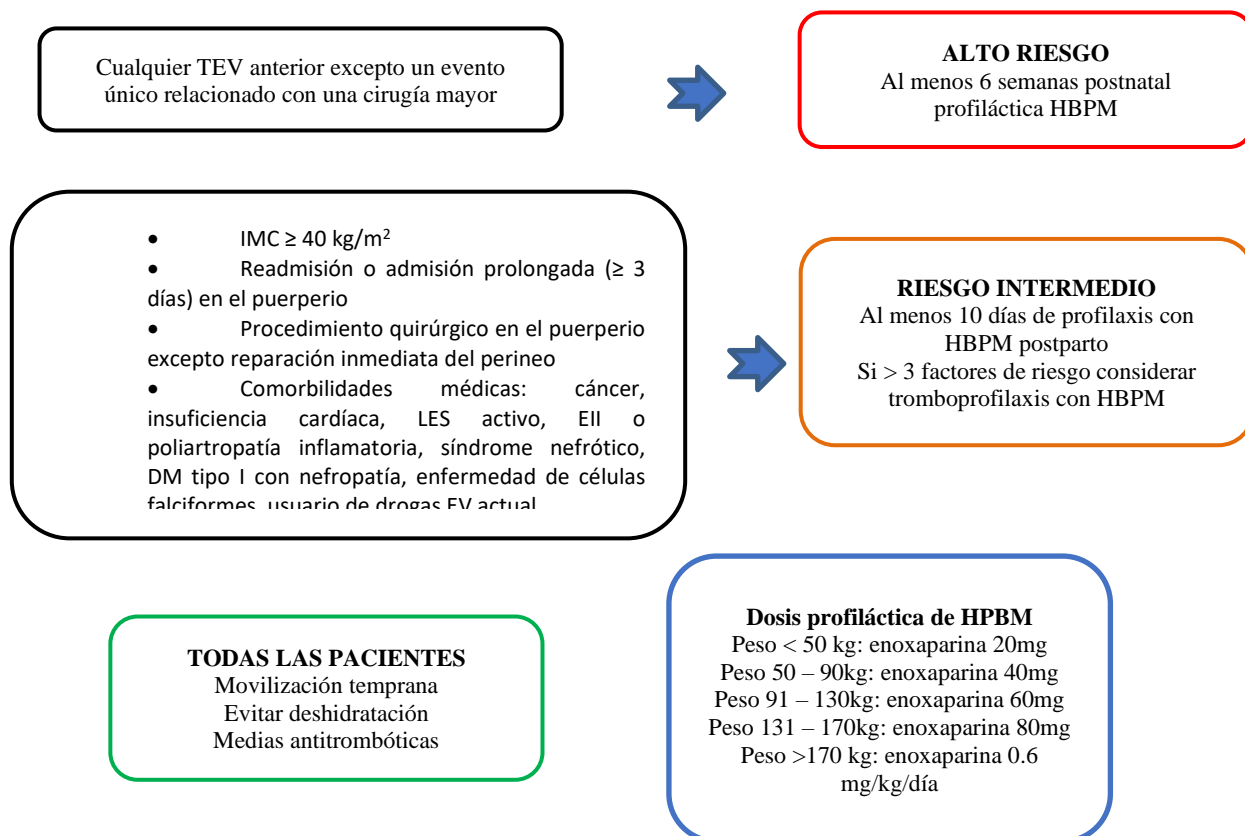 Cualquier TEV anterior excepto un evento
único relacionado con una cirugía mayor
ALTO RIESGO
Al menos 6 semanas postnatal
profiláctica HBPM
• IMC ≥ 40 kg/m²
• Readmisión o admisión prolongada (≥ 3
días) en el puerperio
• Procedimiento quirúrgico en el puerperio
excepto reparación inmediata del perineo
• Comorbilidades médicas: cáncer,
insuficiencia cardíaca, LES activo, EII o
poliartropatía inflamatoria, síndrome nefrótico,
DM tipo I con nefropatía, enfermedad de células
falciformes, usuario de drogas EV actual
RIESGO INTERMEDIO
Al menos 10 días de profilaxis con
HBPM postparto
Si > 3 factores de riesgo considerar
tromboprofilaxis con HBPM
TODAS LAS PACIENTES
Movilización temprana
Evitar deshidratación
Medias antitrombóticas
Dosis profiláctica de HPBM
Peso < 50 kg: enoxaparina 20mg
Peso 50 – 90kg: enoxaparina 40mg
Peso 91 – 130kg: enoxaparina 60mg
Peso 131 – 170kg: enoxaparina 80mg
Peso >170 kg: enoxaparina 0.6
mg/kg/día